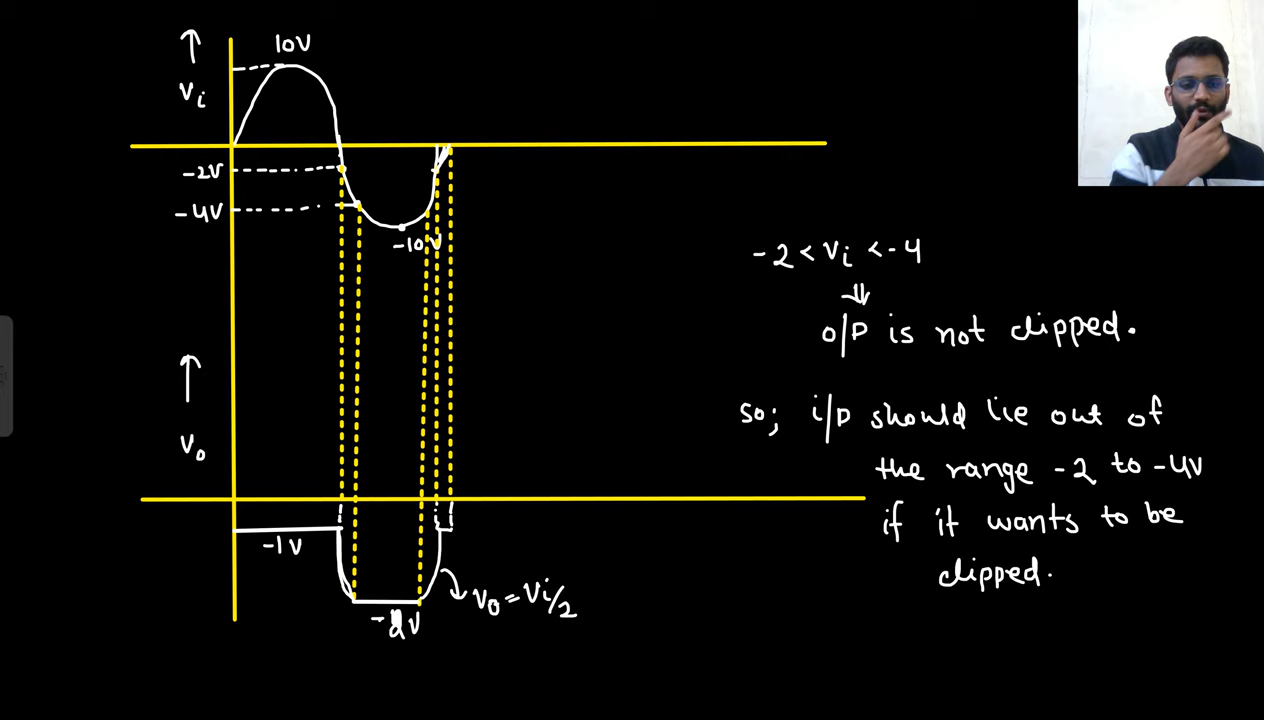 10V
Vi
-2V
-4V
-10V
-2 < Vi < -4
⇓
o/p is not clipped.
so; i/p should lie out of
the range -2 to -4V
if it wants to be
clipped.
Vo
-1V
Vo = Vi/2
-2V